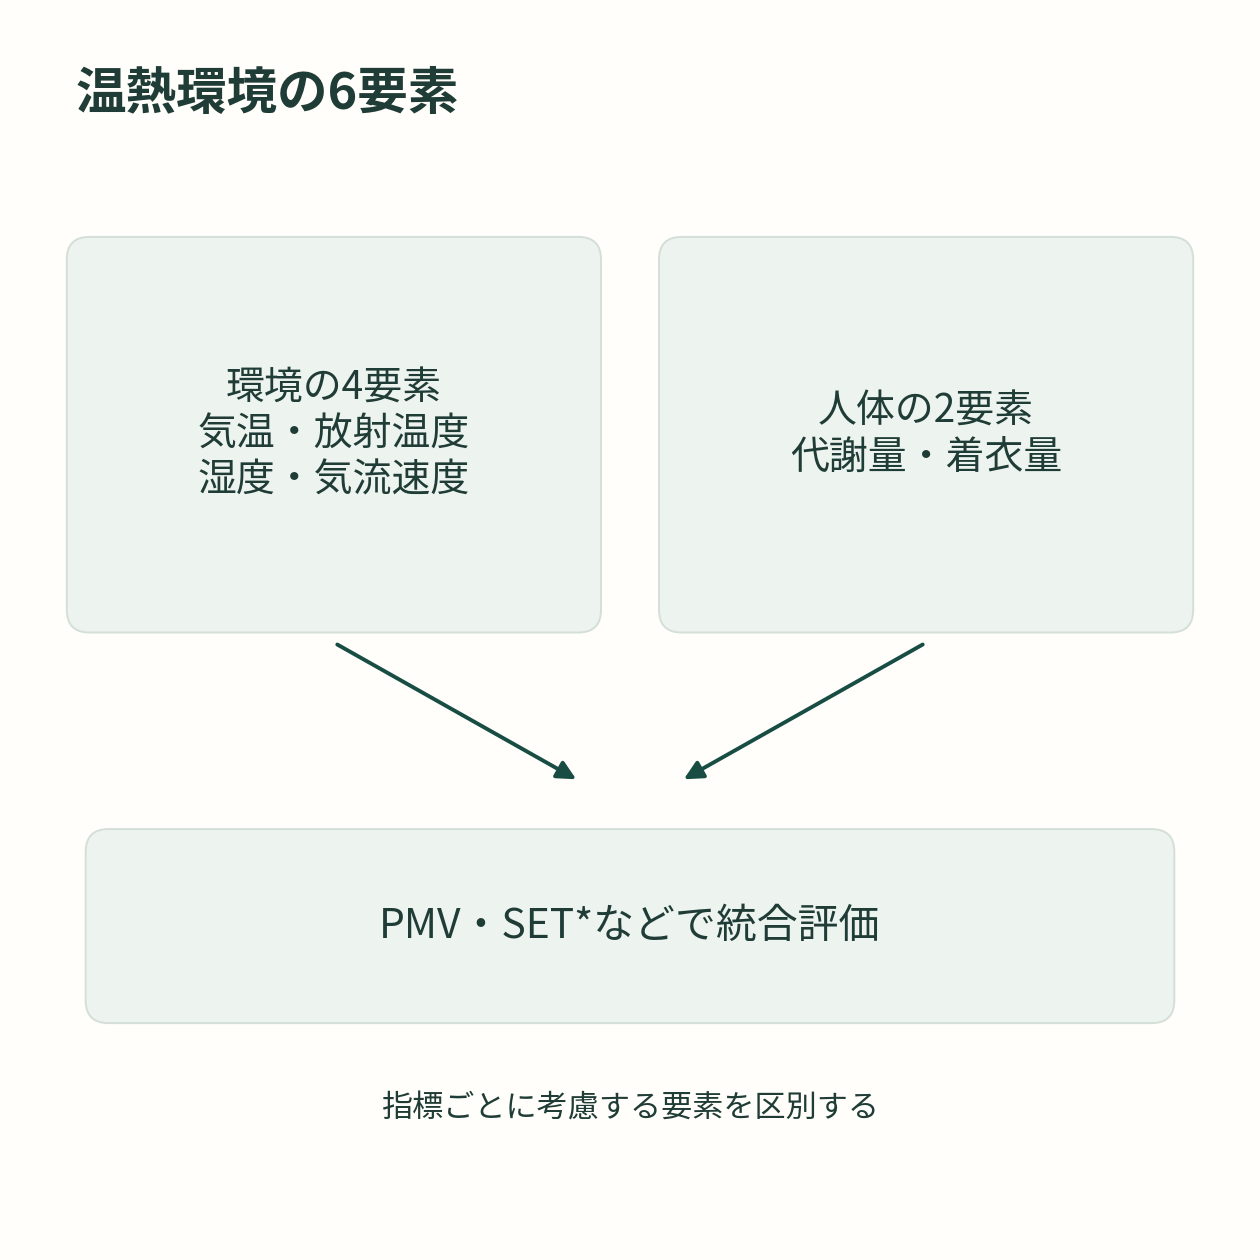 温熱環境の6要素
環境の4要素
気温・放射温度
湿度・気流速度
人体の2要素
代謝量・着衣量
PMV・SET*などで統合評価
指標ごとに考慮する要素を区別する